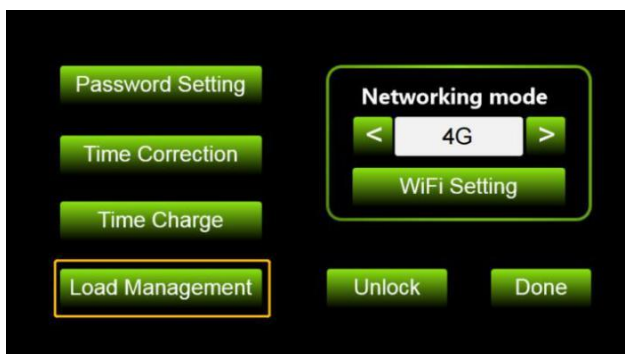 Password Setting
Time Correction
Time Charge
Load Management
Networking mode
< 4G >
WiFi Setting
Unlock
Done